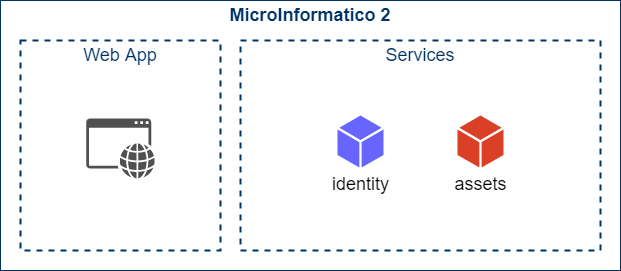 MicroInformatico 2
Web App
Services
identity
assets